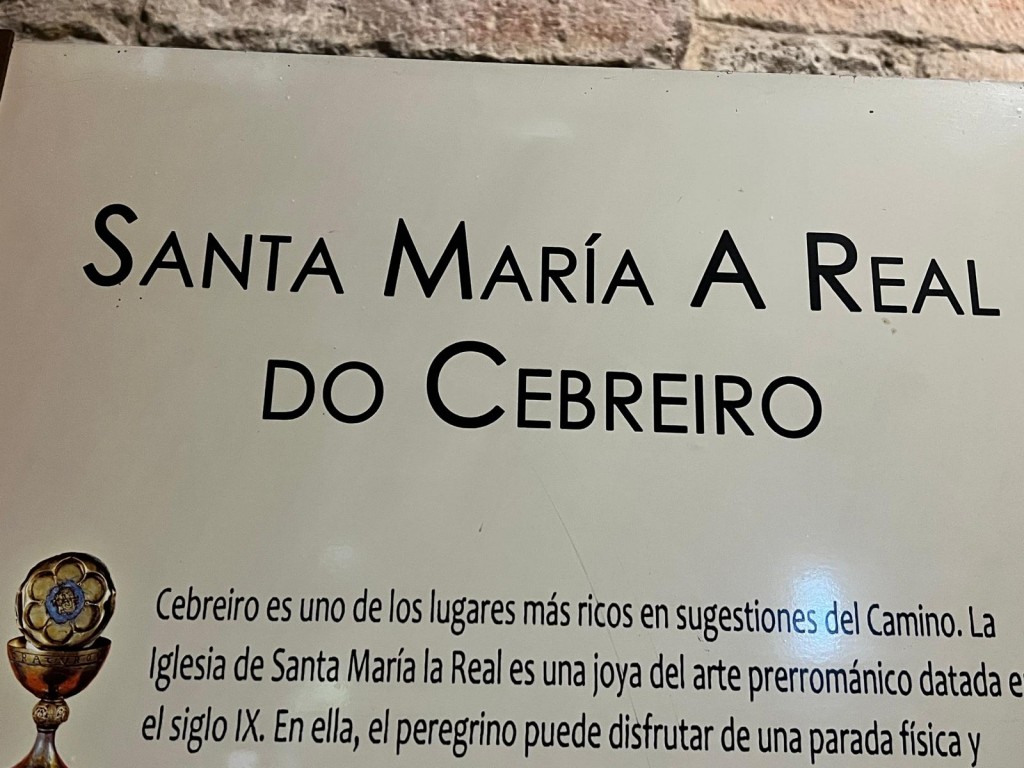 SANTA MARÍA A REAL
DO CEBREIRO
Cebreiro es uno de los lugares más ricos en sugestiones del Camino. La
Iglesia de Santa María la Real es una joya del arte prerrománico datada e
el siglo IX. En ella, el peregrino puede disfrutar de una parada física y